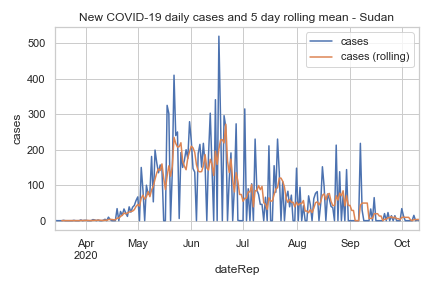 New COVID-19 daily cases and 5 day rolling mean - Sudan
cases
cases (rolling)
500
400
300
200
100
0
cases
Apr May Jun Jul Aug Sep Oct
2020
dateRep